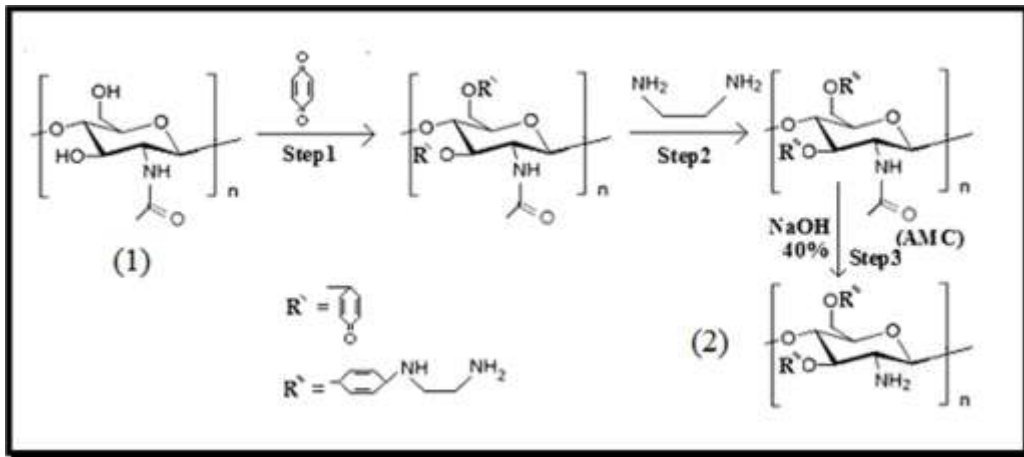 O
O
OH
O
O
HO
NH
O
n
(1)
Step1
OR`
O
O
R`O
NH
O
n
NH₂
NH₂
Step2
OR``
O
O
R``O
NH
O
n
(AMC)
NaOH
40%
Step3
R` =
O
R`` =
NH
NH₂
(2)
OR``
O
O
R``O
NH₂
n